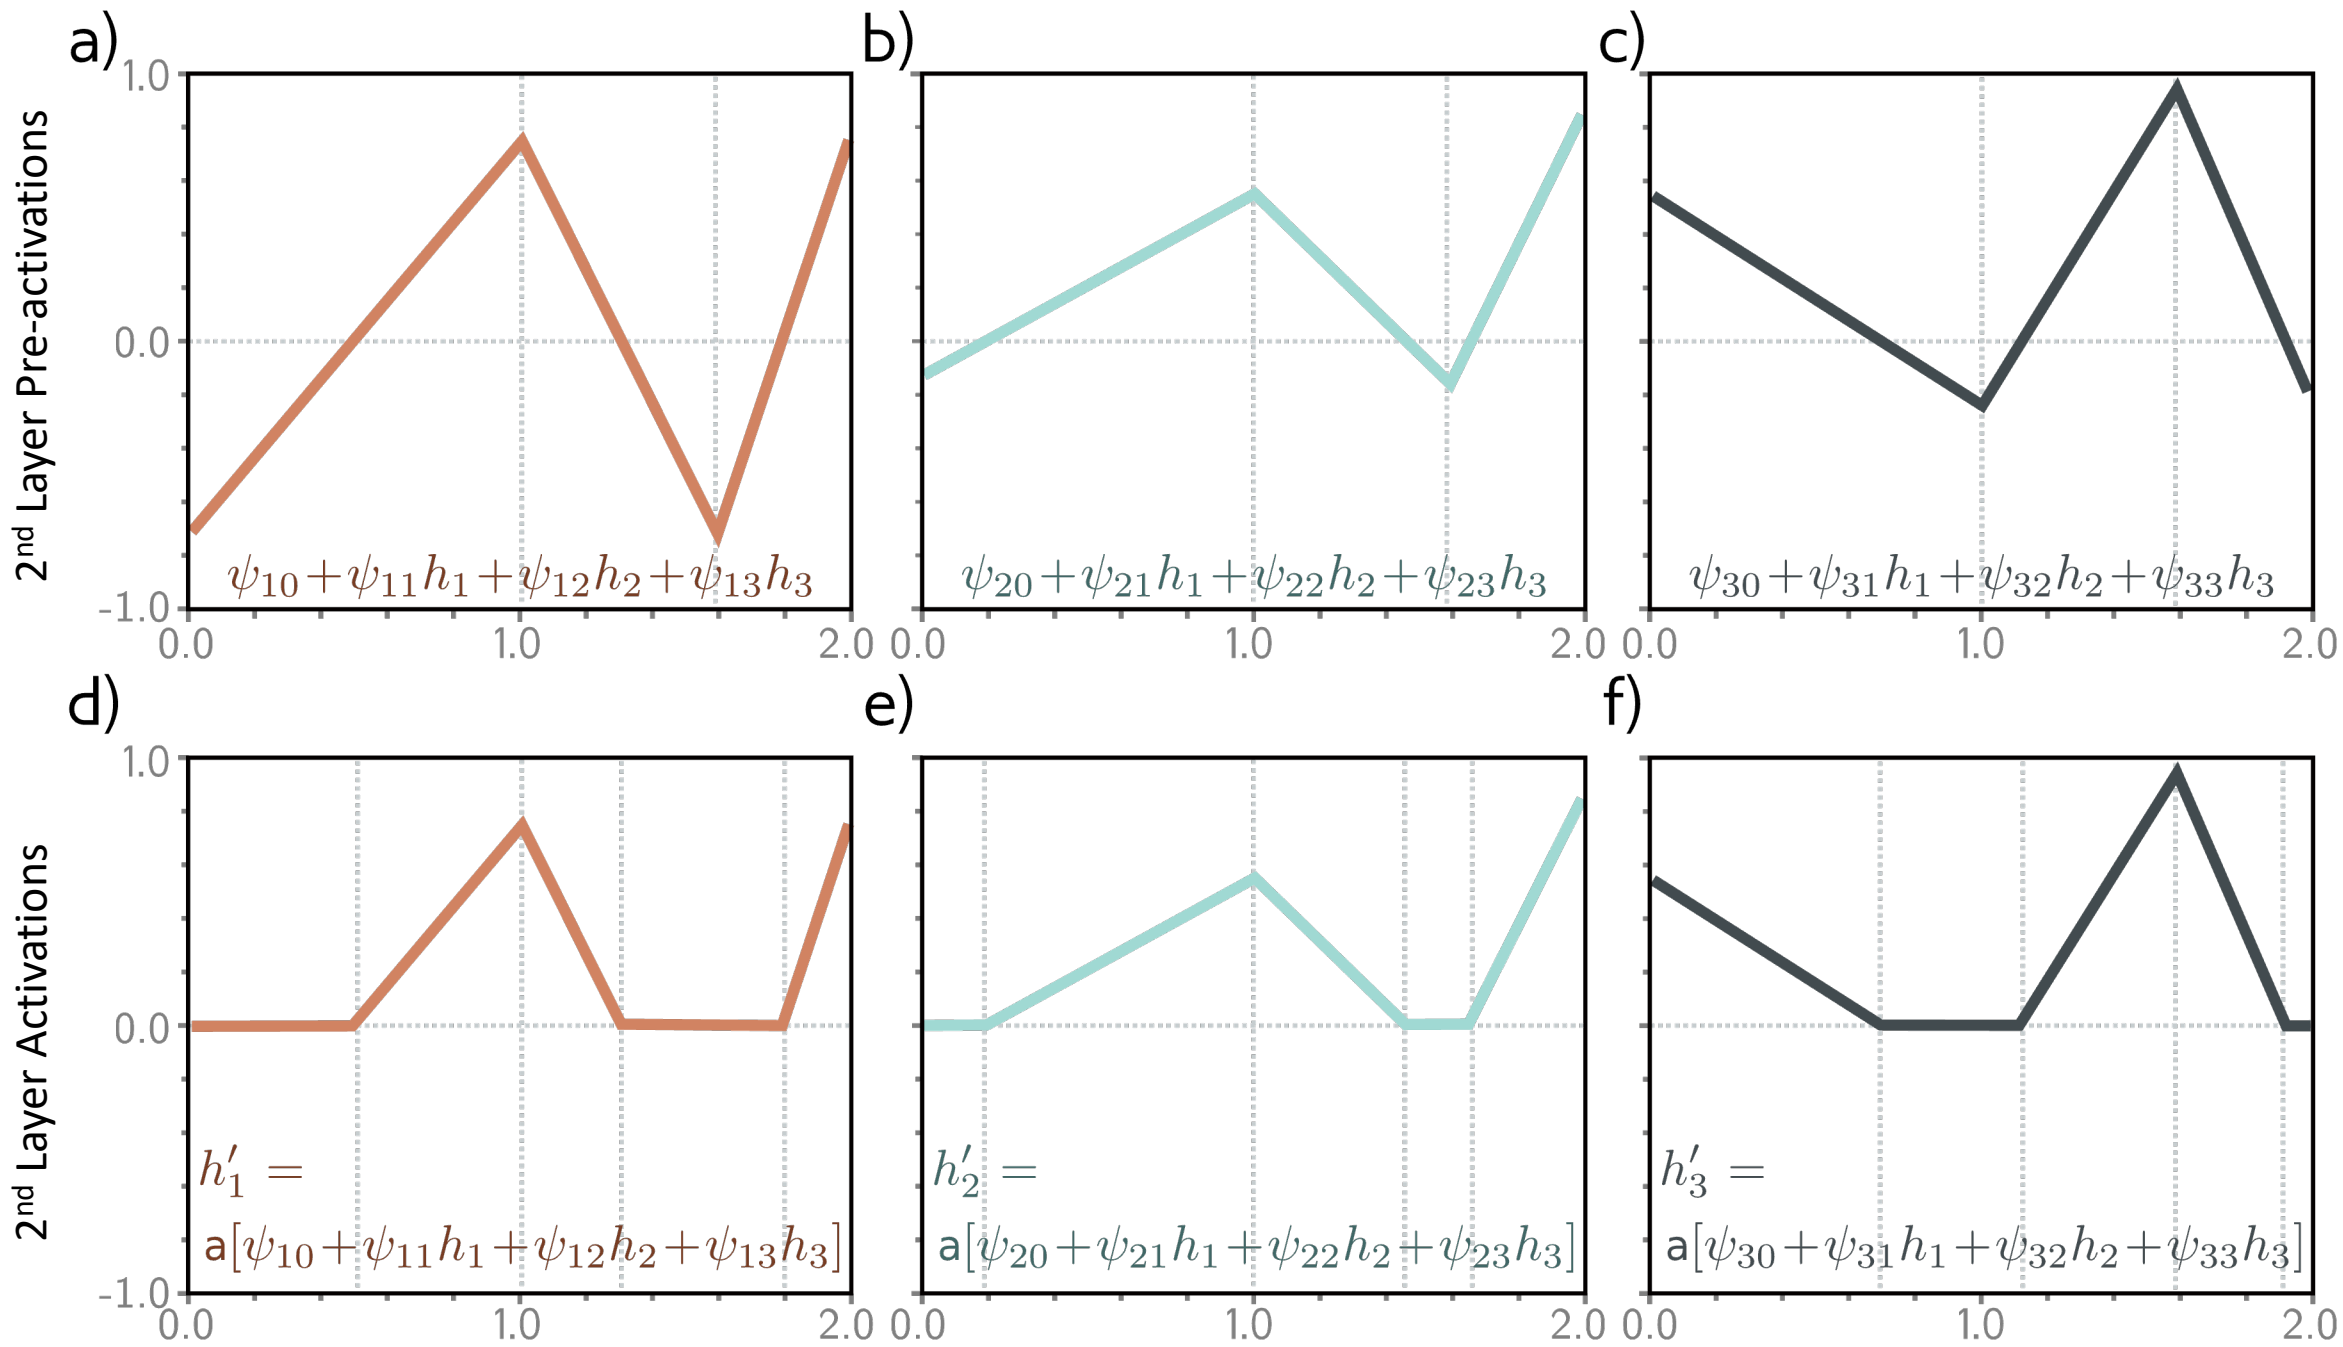 a)
b)
c)
2nd Layer Pre-activations
1.0
0.0
-1.0
ψ10+ψ11h1+ψ12h2+ψ13h3
ψ20+ψ21h1+ψ22h2+ψ23h3
ψ30+ψ31h1+ψ32h2+ψ33h3
0.0 1.0 2.0
0.0 1.0 2.0
0.0 1.0 2.0
d)
e)
f)
2nd Layer Activations
1.0
0.0
-1.0
h′1 =
a[ψ10+ψ11h1+ψ12h2+ψ13h3]
h′2 =
a[ψ20+ψ21h1+ψ22h2+ψ23h3]
h′3 =
a[ψ30+ψ31h1+ψ32h2+ψ33h3]
0.0 1.0 2.0
0.0 1.0 2.0
0.0 1.0 2.0